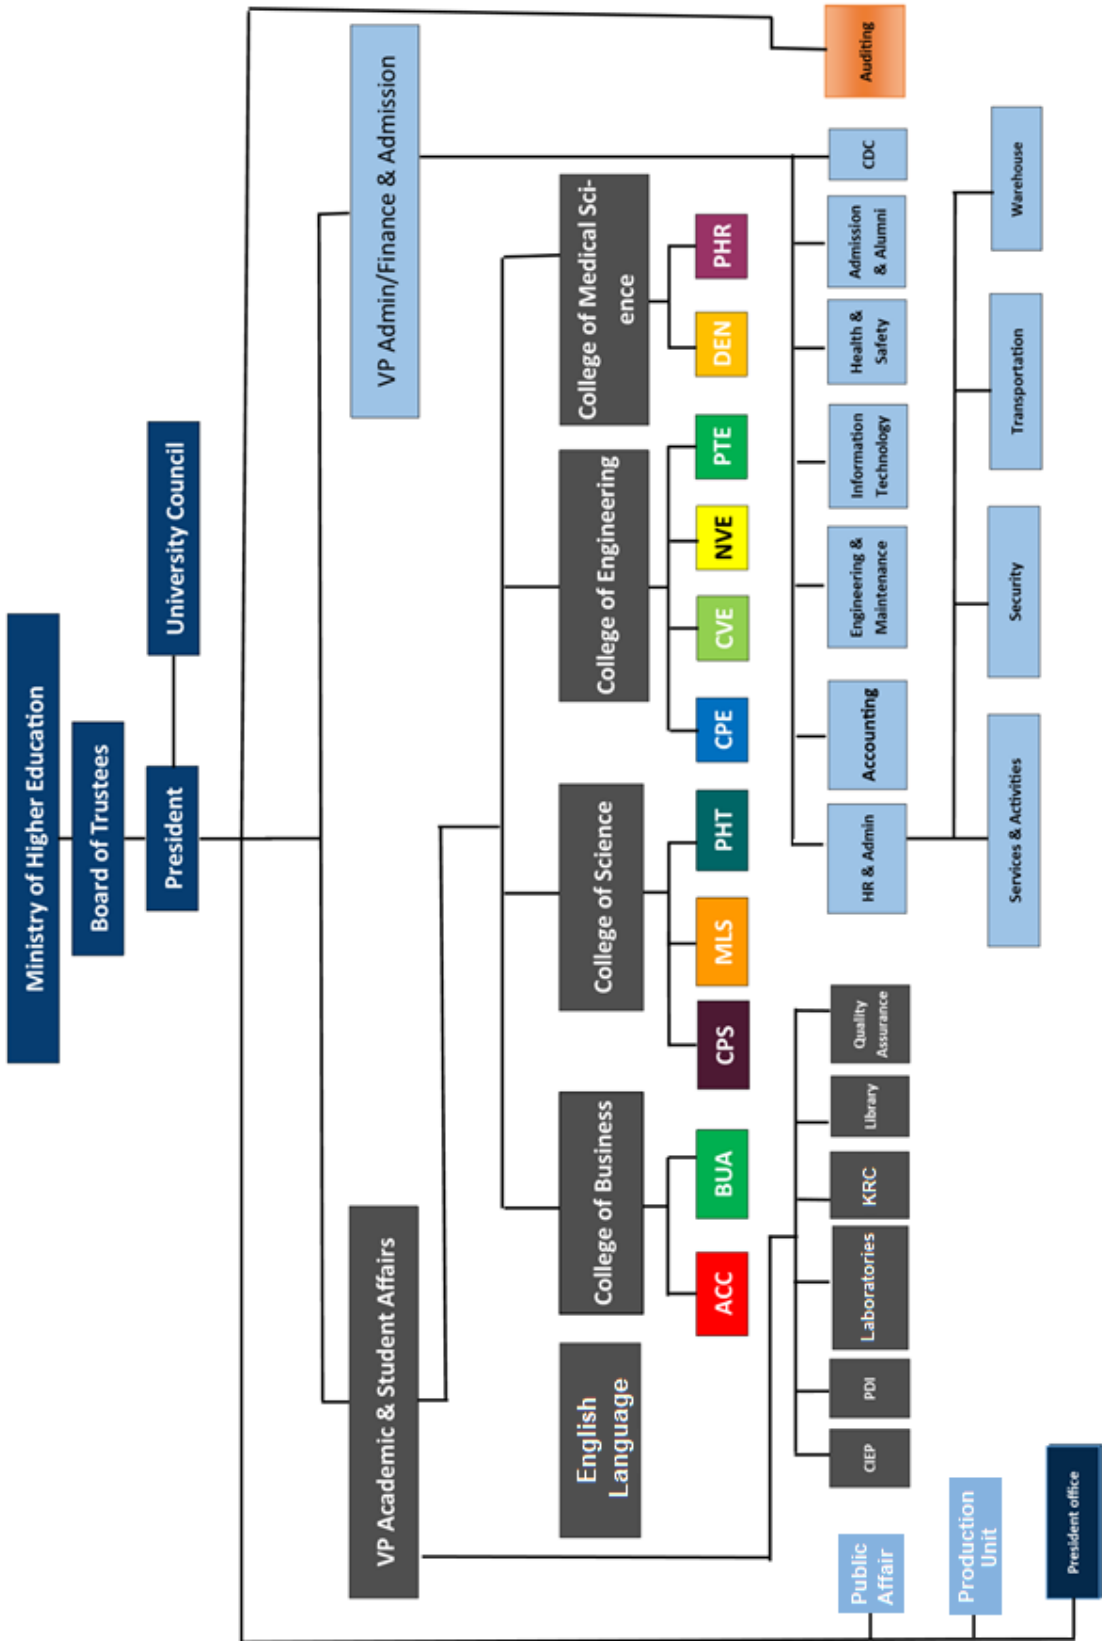 Ministry of Higher Education
Board of Trustees
President
University Council
VP Academic & Student Affairs
VP Admin/Finance & Admission
English
Language
College of Business
College of Science
College of Engineering
College of Medical Sci-
ence
ACC
BUA
CPS
MLS
PHT
CPE
CVE
NVE
PTE
DEN
PHR
Public
Affair
CIEP
PDI
Laboratories
KRC
Library
Quality
Assurance
HR & Admin
Accounting
Engineering &
Maintenance
Information
Technology
Health &
Safety
Admission
& Alumni
CDC
Auditing
Production
Unit
Services & Activities
Security
Transportation
Warehouse
President office